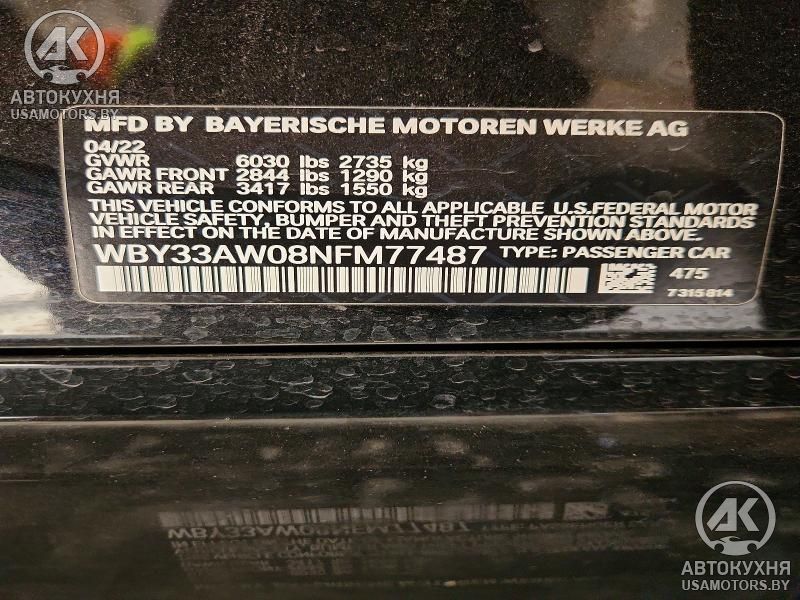 AK
АВТОКУХНЯ
USAMOTORS.BY
MFD BY BAYERISCHE MOTOREN WERKE AG
04/22
GVWR 6030 lbs 2735 kg
GAWR FRONT 2844 lbs 1290 kg
GAWR REAR 3417 lbs 1550 kg
THIS VEHICLE CONFORMS TO ALL APPLICABLE U.S.FEDERAL MOTOR
VEHICLE SAFETY, BUMPER AND THEFT PREVENTION STANDARDS
IN EFFECT ON THE DATE OF MANUFACTURE SHOWN ABOVE.
WBY33AW08NFM77487 TYPE: PASSENGER CAR
475
7315814
AK
АВТОКУХНЯ
USAMOTORS.BY